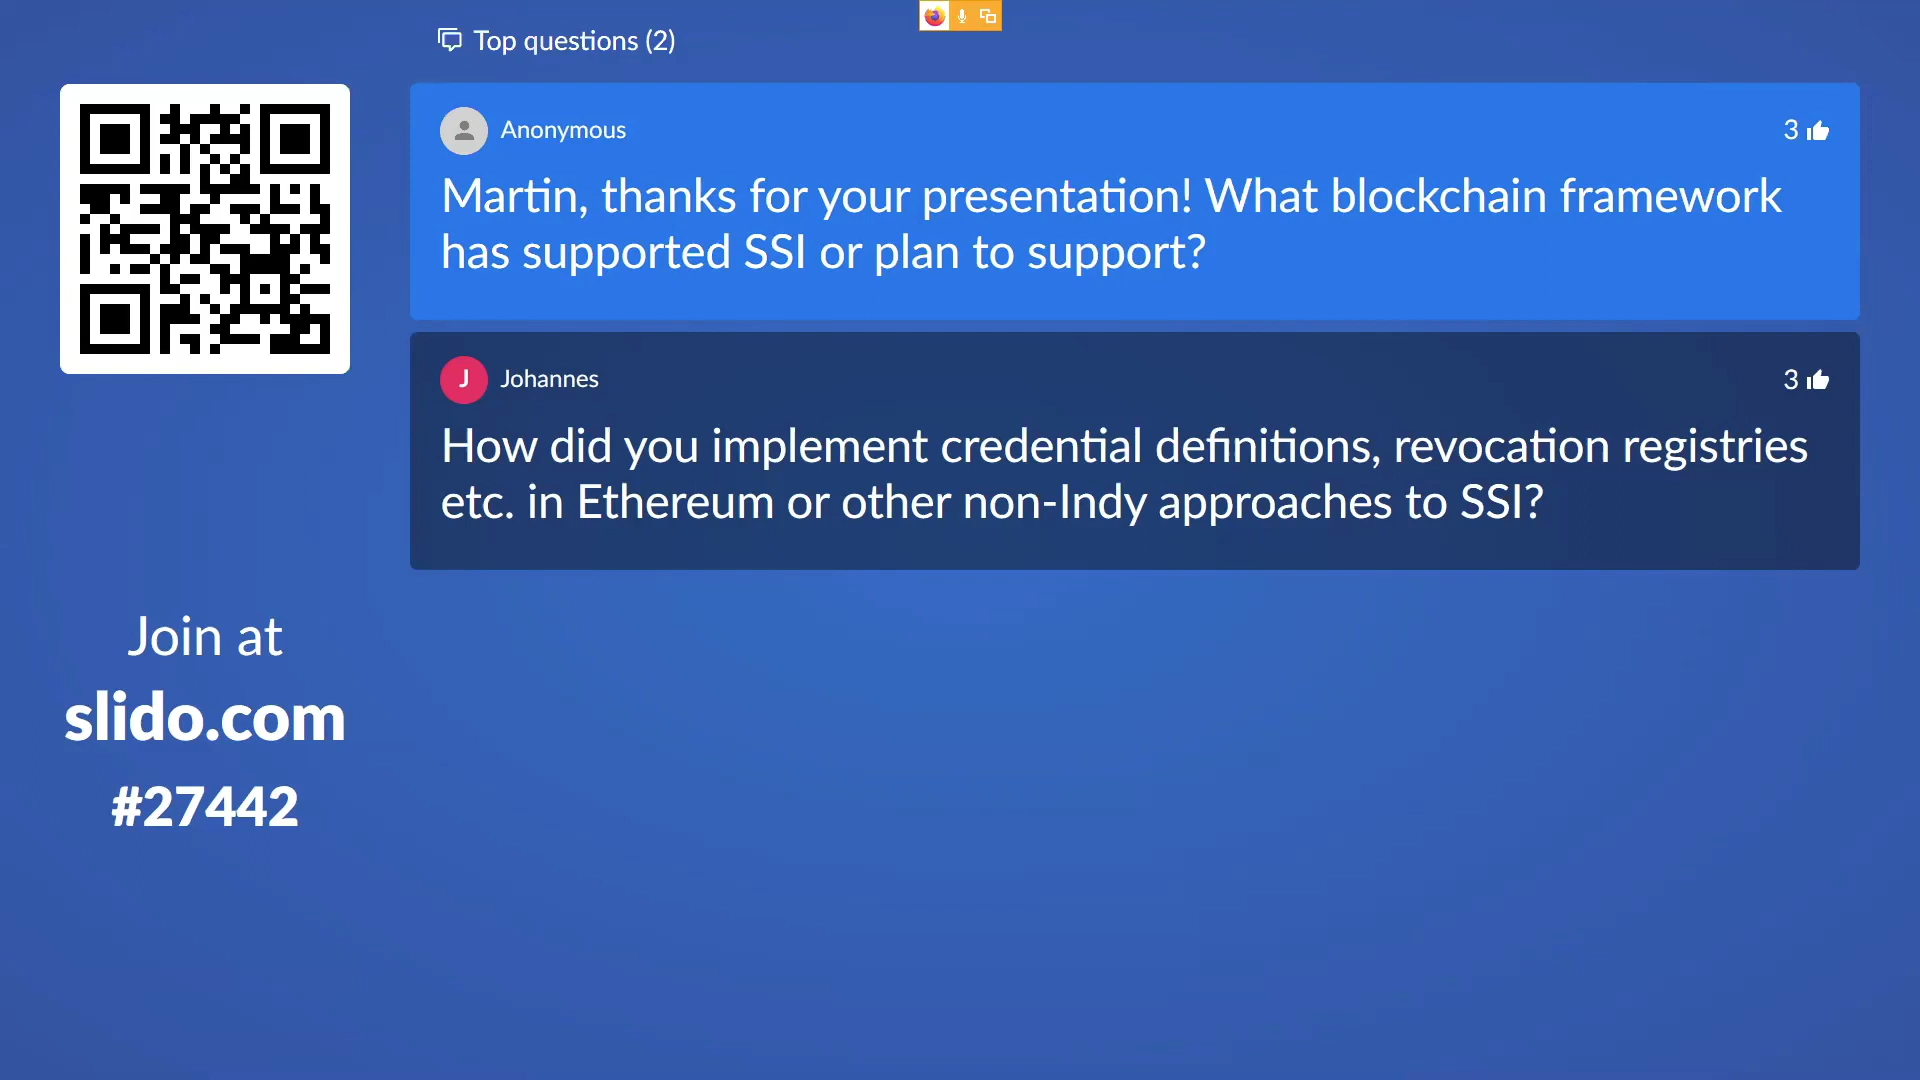 Top questions (2)
Anonymous
3
Martin, thanks for your presentation! What blockchain framework
has supported SSI or plan to support?
J
Johannes
3
How did you implement credential definitions, revocation registries
etc. in Ethereum or other non-Indy approaches to SSI?
Join at
slido.com
#27442